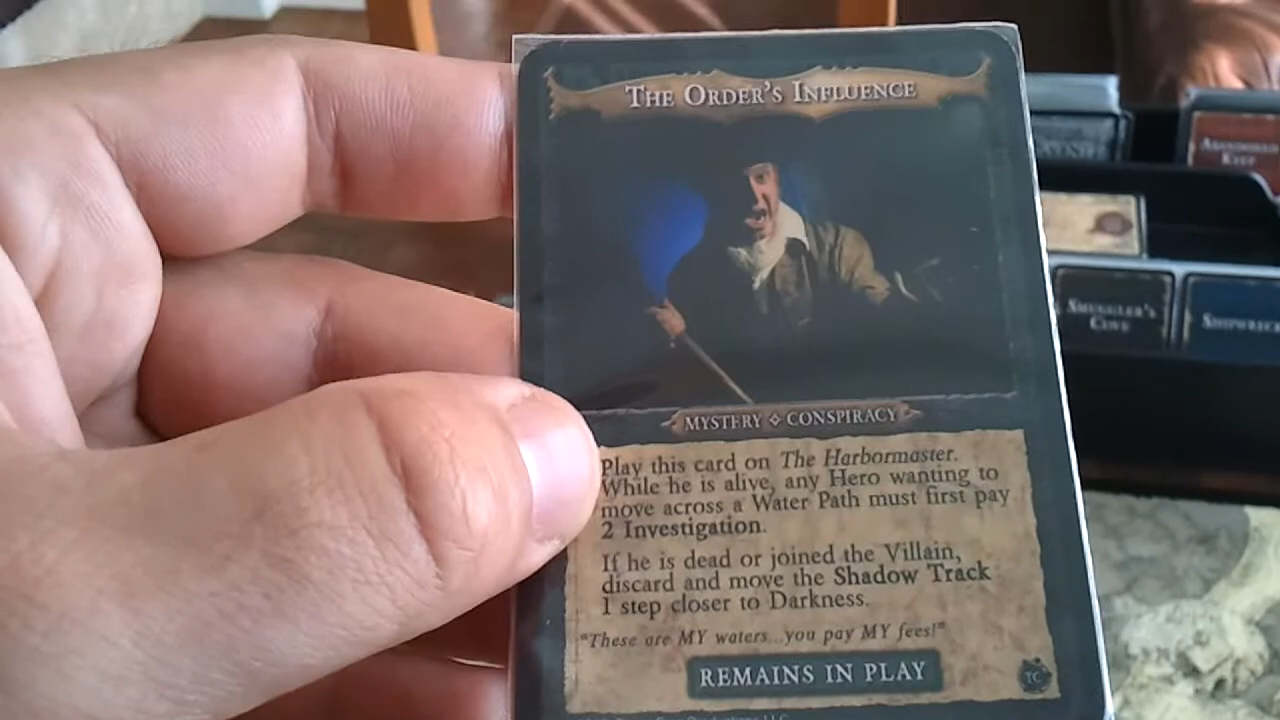 THE ORDER'S INFLUENCE
MYSTERY CONSPIRACY
Play this card on The Harbormaster.
While he is alive, any Hero wanting to
move across a Water Path must first pay
2 Investigation.
If he is dead or joined the Villain,
discard and move the Shadow Track
1 step closer to Darkness.
"These are MY waters...you pay MY fees!"
REMAINS IN PLAY
TC
ABANDONED
KEEP
SMUGGLER'S
COVE